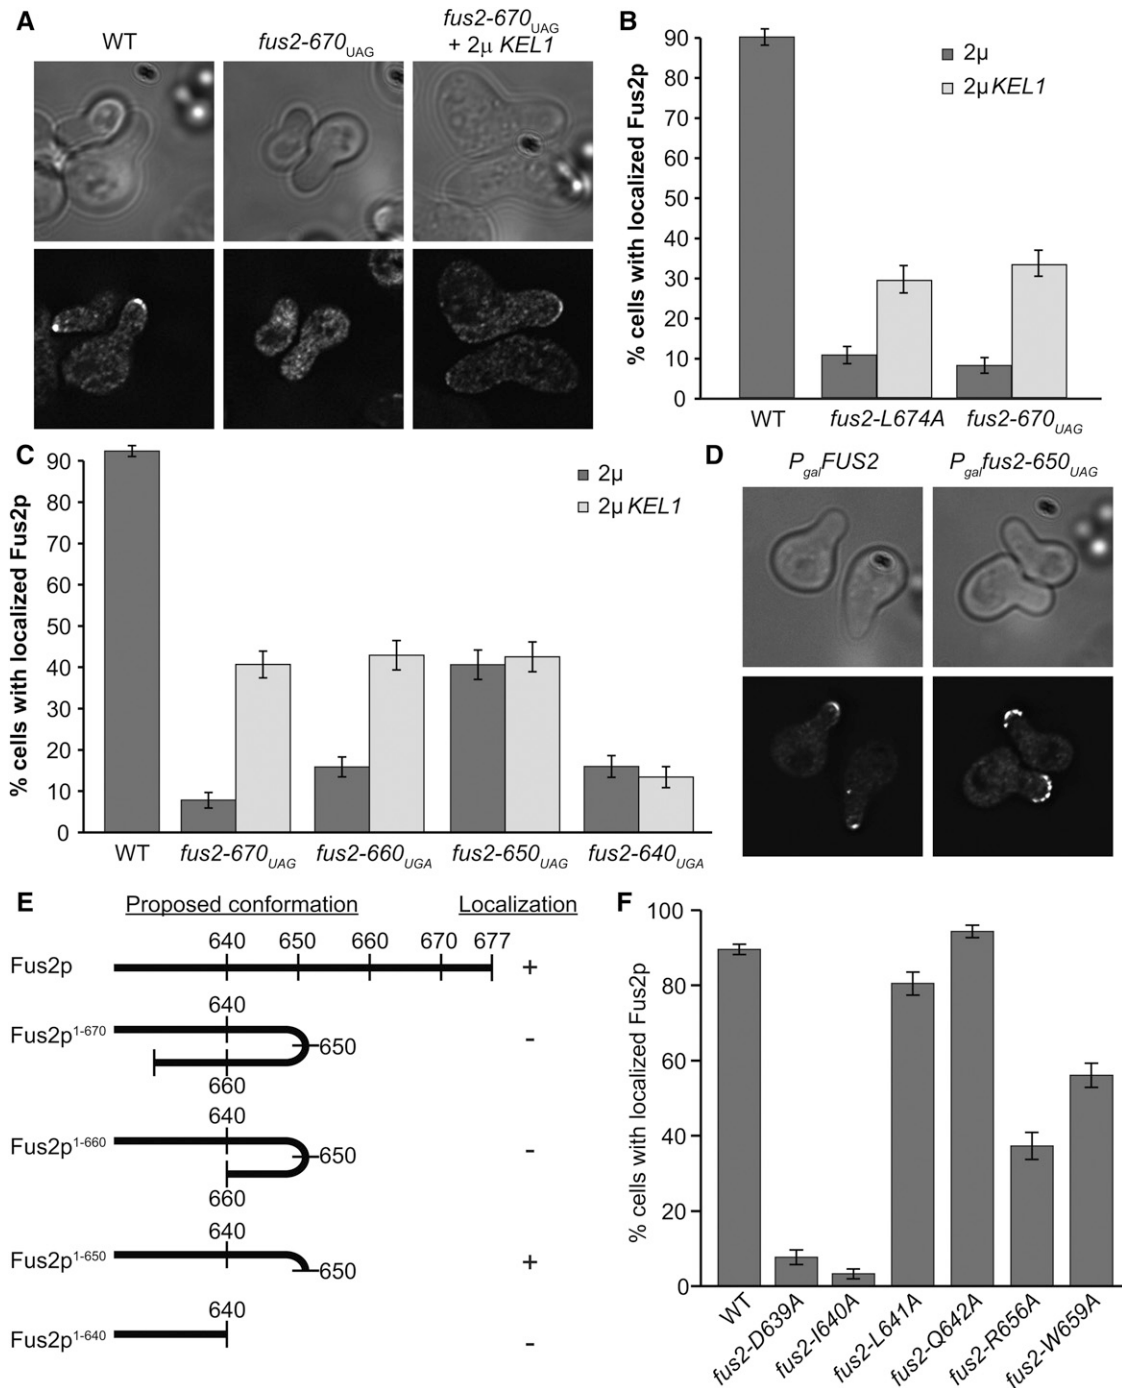 A
WT
fus2-670UAG
fus2-670UAG
+ 2μ KEL1
B
% cells with localized Fus2p
90
80
70
60
50
40
30
20
10
0
2μ
2μ KEL1
WT
fus2-L674A
fus2-670UAG
C
% cells with localized Fus2p
90
80
70
60
50
40
30
20
10
0
2μ
2μ KEL1
WT
fus2-670UAG
fus2-660UGA
fus2-650UAG
fus2-640UGA
D
PgalFUS2
Pgalfus2-650UAG
E
Proposed conformation
Localization
640 650 660 670 677
Fus2p
+
640
Fus2p1-670
650
-
660
640
Fus2p1-660
650
-
660
640
Fus2p1-650
650
+
640
Fus2p1-640
-
F
% cells with localized Fus2p
100
80
60
40
20
0
WT
fus2-D639A
fus2-I640A
fus2-L641A
fus2-Q642A
fus2-R656A
fus2-W659A